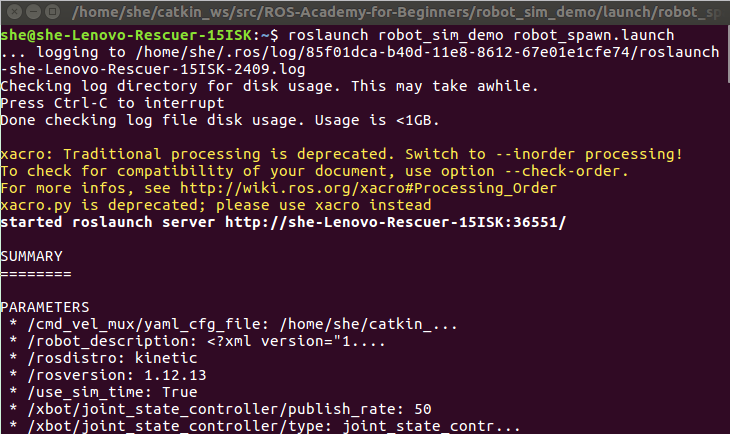 /home/she/catkin_ws/src/ROS-Academy-for-Beginners/robot_sim_demo/launch/robot_sp
she@she-Lenovo-Rescuer-15ISK:~$ roslaunch robot_sim_demo robot_spawn.launch
... logging to /home/she/.ros/log/85f01dca-b40d-11e8-8612-67e01e1cfe74/roslaunch
-she-Lenovo-Rescuer-15ISK-2409.log
Checking log directory for disk usage. This may take awhile.
Press Ctrl-C to interrupt
Done checking log file disk usage. Usage is <1GB.
xacro: Traditional processing is deprecated. Switch to --inorder processing!
To check for compatibility of your document, use option --check-order.
For more infos, see http://wiki.ros.org/xacro#Processing_Order
xacro.py is deprecated; please use xacro instead
started roslaunch server http://she-Lenovo-Rescuer-15ISK:36551/
SUMMARY
========
PARAMETERS
* /cmd_vel_mux/yaml_cfg_file: /home/she/catkin_...
* /robot_description: <?xml version="1....
* /rosdistro: kinetic
* /rosversion: 1.12.13
* /use_sim_time: True
* /xbot/joint_state_controller/publish_rate: 50
* /xbot/joint_state_controller/type: joint_state_contr...